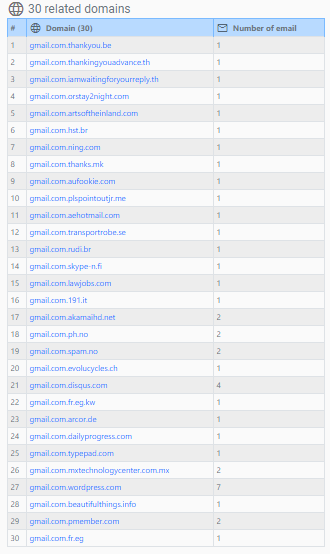 30 related domains
# Domain (30) Number of email
1 gmail.com.thankyou.be 1
2 gmail.com.thankingyouadvance.th 1
3 gmail.com.iamwaitingforyourreply.th 1
4 gmail.com.orstay2night.com 1
5 gmail.com.artsoftheinland.com 1
6 gmail.com.hst.br 1
7 gmail.com.ning.com 1
8 gmail.com.thanks.mk 1
9 gmail.com.aufookie.com 1
10 gmail.com.plspointoutjr.me 1
11 gmail.com.aehotmail.com 1
12 gmail.com.transportrobe.se 1
13 gmail.com.rudi.br 1
14 gmail.com.skype-n.fi 1
15 gmail.com.lawjobs.com 1
16 gmail.com.191.it 1
17 gmail.com.akamaihd.net 2
18 gmail.com.ph.no 2
19 gmail.com.spam.no 2
20 gmail.com.evolucycles.ch 1
21 gmail.com.disqus.com 4
22 gmail.com.fr.eg.kw 1
23 gmail.com.arcor.de 1
24 gmail.com.dailyprogress.com 1
25 gmail.com.typepad.com 1
26 gmail.com.mxtechnologycenter.com.mx 2
27 gmail.com.wordpress.com 7
28 gmail.com.beautifulthings.info 1
29 gmail.com.pmember.com 2
30 gmail.com.fr.eg 1